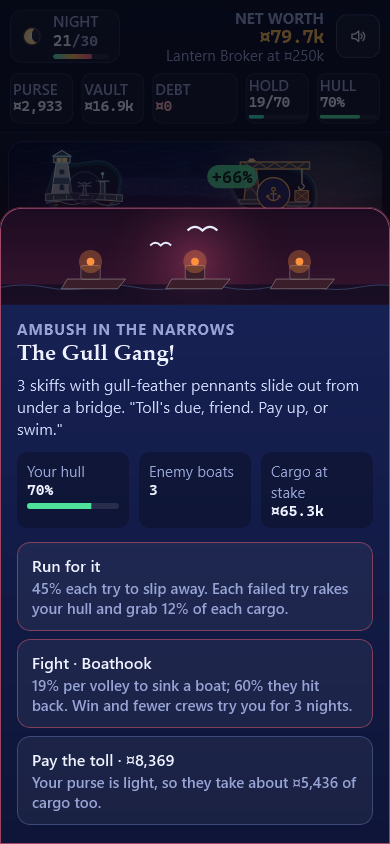 NIGHT
21/30
NET WORTH
¤79.7k
Lantern Broker at ¤250k
PURSE
¤2,933
VAULT
¤16.9k
DEBT
¤0
HOLD
19/70
HULL
70%
+66%
AMBUSH IN THE NARROWS
The Gull Gang!
3 skiffs with gull-feather pennants slide out from
under a bridge. "Toll's due, friend. Pay up, or
swim."
Your hull
70%
Enemy boats
3
Cargo at
stake
¤65.3k
Run for it
45% each try to slip away. Each failed try rakes
your hull and grab 12% of each cargo.
Fight · Boathook
19% per volley to sink a boat; 60% they hit
back. Win and fewer crews try you for 3 nights.
Pay the toll · ¤8,369
Your purse is light, so they take about ¤5,436 of
cargo too.